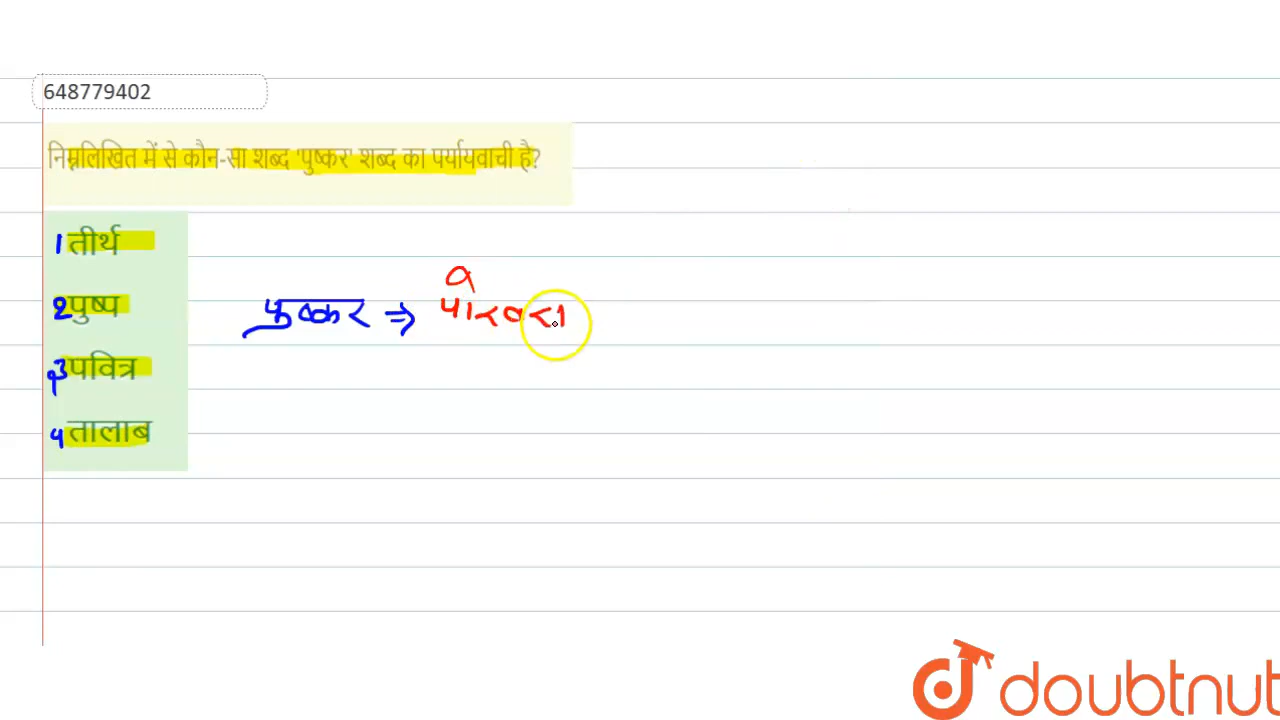 648779402
निम्नलिखित में से कौन-सा शब्द 'पुष्कर' शब्द का पर्यायवाची है?
1 तीर्थ
2 पुष्प
3 पवित्र
4 तालाब
पुष्कर ⇒
doubtnut